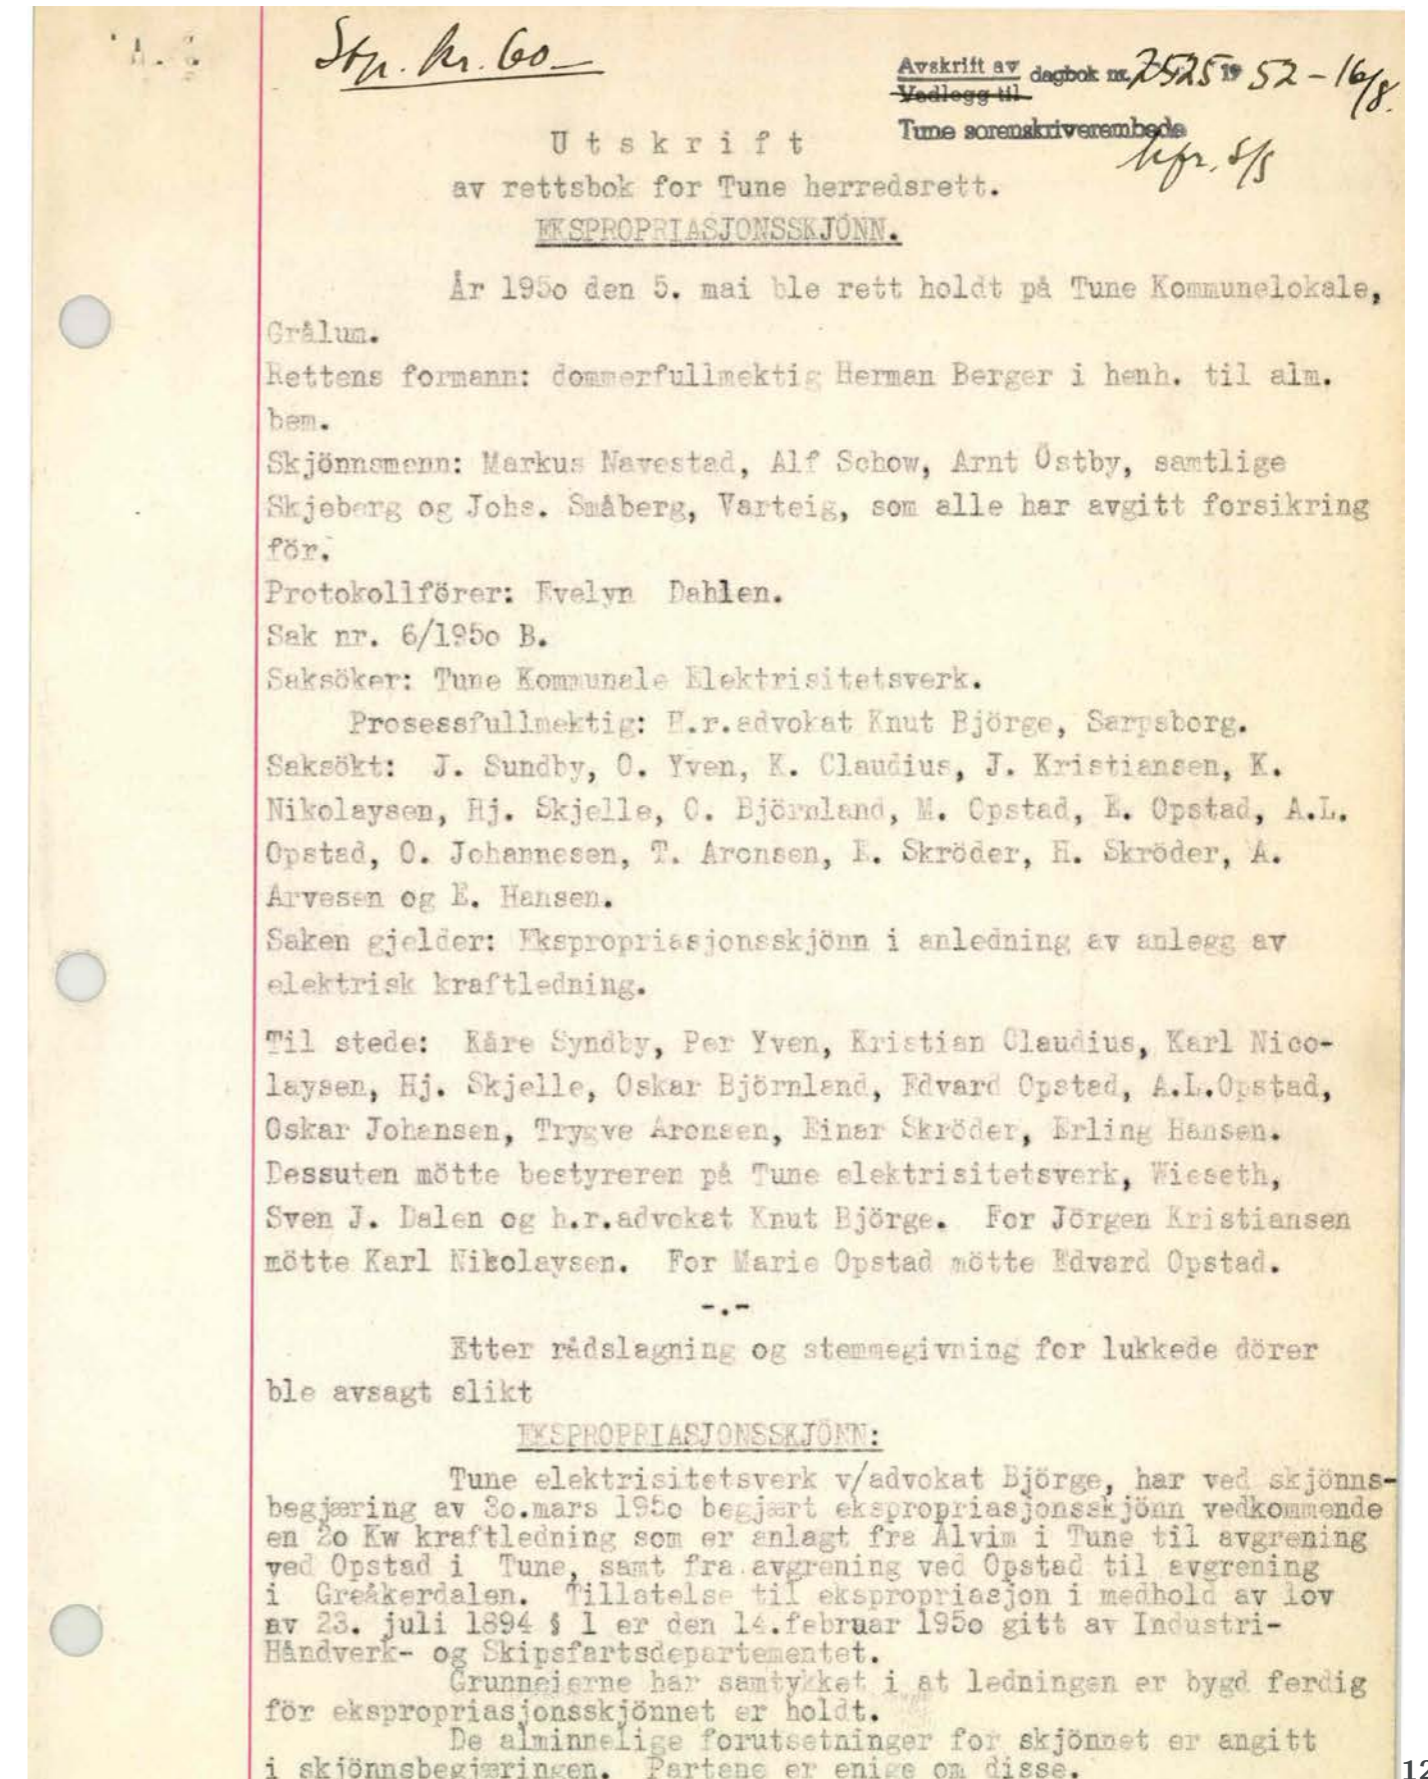 Stp. kr. 60 —
Avskrift av
Vedlegg til
dagbok nr. 2525 19 52 - 16/8.
Tune sorenskriverembede
Utskrift
av rettsbok for Tune herredsrett.
EKSPROPRIASJONSSKJÖNN.
År 195o den 5. mai ble rett holdt på Tune Kommunelokale,
Grålum.
Rettens formann: dommerfullmektig Herman Berger i henh. til alm.
bem.
Skjönnsmenn: Markus Navestad, Alf Schow, Arnt Östby, samtlige
Skjeberg og Johs. Småberg, Varteig, som alle har avgitt forsikring
för.
Protokollförer: Evelyn Dahlen.
Sak nr. 6/195o B.
Saksöker: Tune Kommunale Elektrisitetsverk.
Prosessfullmektig: H.r.advokat Knut Björge, Sarpsborg.
Saksökt: J. Sundby, O. Yven, K. Claudius, J. Kristiansen, K.
Nikolaysen, Hj. Skjelle, O. Björnland, M. Opstad, E. Opstad, A.L.
Opstad, O. Johannesen, T. Aronsen, E. Skröder, H. Skröder, A.
Arvesen og E. Hansen.
Saken gjelder: Ekspropriasjonsskjönn i anledning av anlegg av
elektrisk kraftledning.
Til stede: Kåre Syndby, Per Yven, Kristian Claudius, Karl Nico-
laysen, Hj. Skjelle, Oskar Björnland, Edvard Opstad, A.L.Opstad,
Oskar Johansen, Trygve Aronsen, Einar Skröder, Erling Hansen.
Dessuten mötte bestyreren på Tune elektrisitetsverk, Wieseth,
Sven J. Dalen og h.r.advokat Knut Björge. For Jörgen Kristiansen
mötte Karl Nikolaysen. For Marie Opstad mötte Edvard Opstad.
-.-
Etter rådslagning og stemmegivning for lukkede dörer
ble avsagt slikt
EKSPROPRIASJONSSKJÖNN:
Tune elektrisitetsverk v/advokat Björge, har ved skjönns-
begjæring av 3o.mars 195o begjært ekspropriasjonsskjönn vedkommende
en 2o Kw kraftledning som er anlagt fra Alvim i Tune til avgrening
ved Opstad i Tune, samt fra avgrening ved Opstad til avgrening
i Greåkerdalen. Tillatelse til ekspropriasjon i medhold av lov
av 23. juli 1894 § 1 er den 14.februar 195o gitt av Industri-
Håndverk- og Skipsfartsdepartementet.
Grunneierne har samtykket i at ledningen er bygd ferdig
för ekspropriasjonsskjönnet er holdt.
De alminnelige forutsetninger for skjönnet er angitt
i skjönnsbegjæringen. Partene er enige om disse.
12